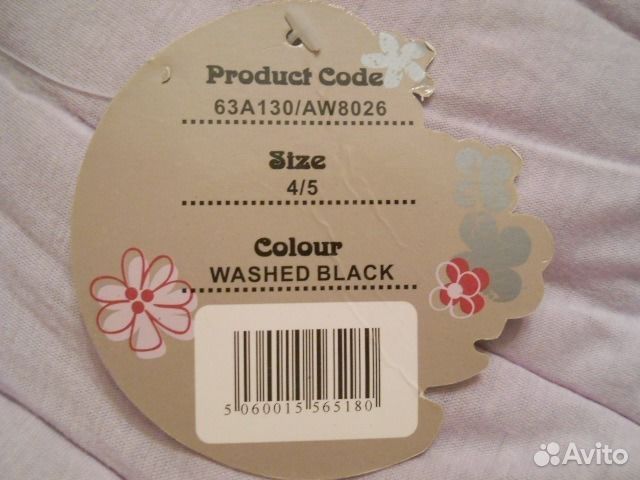 Product Code
63A130/AW8026
Size
4/5
Colour
WASHED BLACK
5 060015 565180
Avito